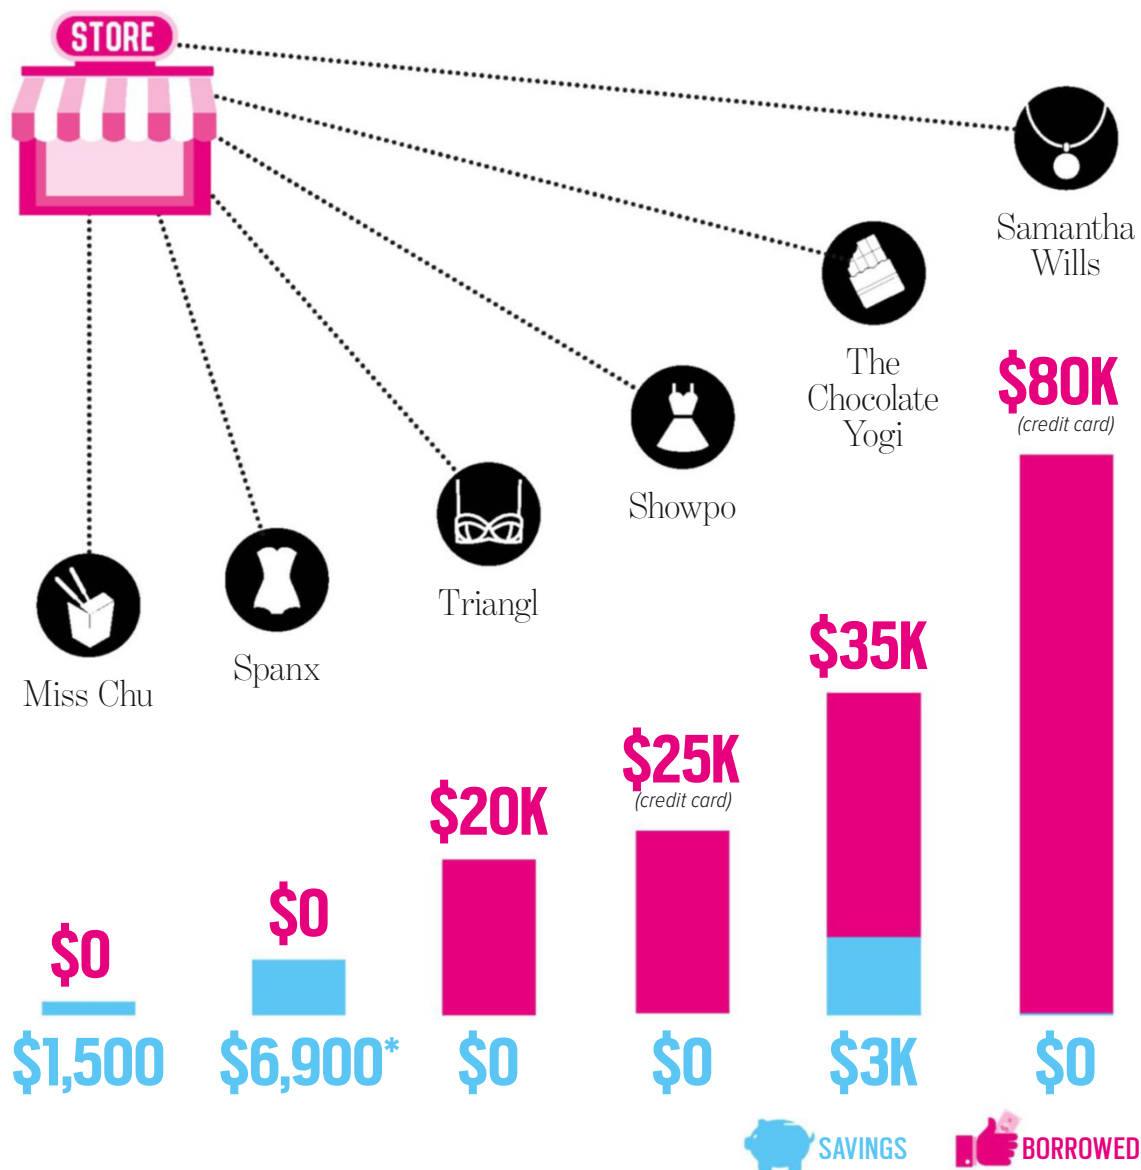 STORE
Samantha
Wills
The
Chocolate
Yogi
$80K
(credit card)
Showpo
Triangl
Spanx
Miss Chu
$35K
$25K
(credit card)
$20K
$0
$0
$1,500
$6,900*
$0
$0
$3K
$0
SAVINGS
BORROWED